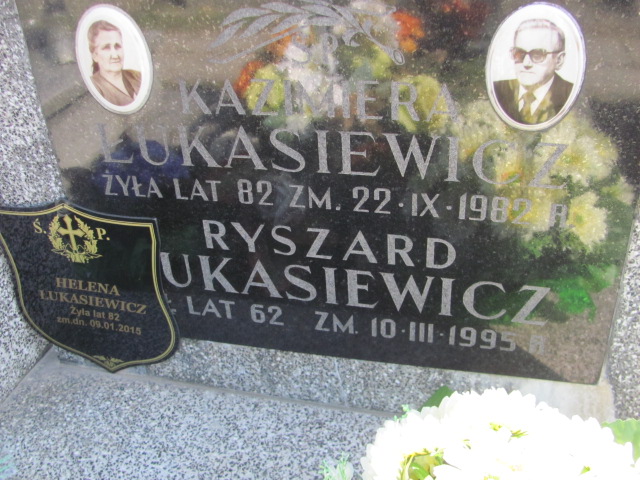 Ś. P.
KAZIMIERA
ŁUKASIEWICZ
ŻYŁA LAT 82 ZM. 22·IX·1982 R
RYSZARD
UKASIEWICZ
LAT 62 ZM. 10·III·1995 R
Ś. P.
HELENA
ŁUKASIEWICZ
Żyła lat 82
zm.dn. 09.01.2015